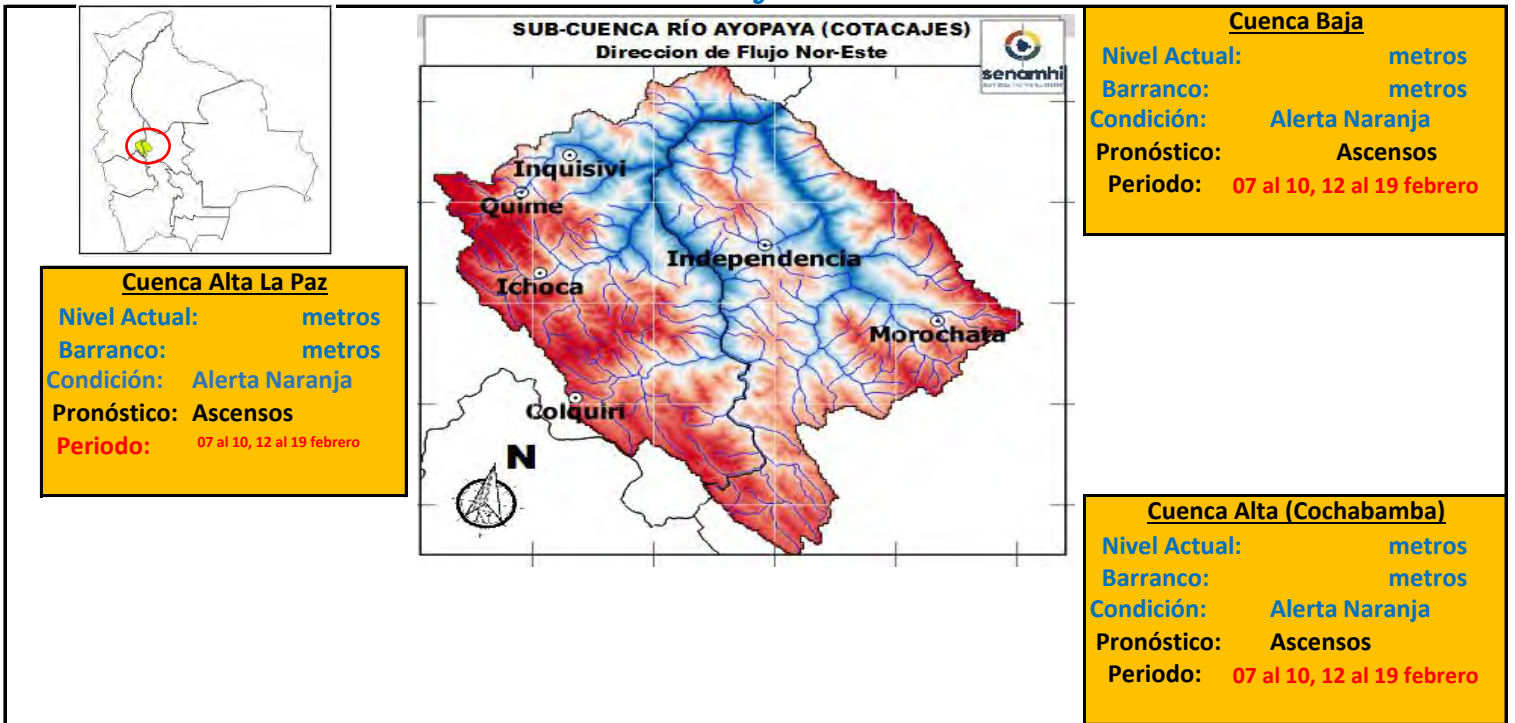 SUB-CUENCA RÍO AYOPAYA (COTACAJES)
Direccion de Flujo Nor-Este
senamhi
Inquisivi
Quime
Independencia
Ichoca
Morochata
Colquiri
N
Cuenca Baja
Nivel Actual: metros
Barranco: metros
Condición: Alerta Naranja
Pronóstico: Ascensos
Periodo: 07 al 10, 12 al 19 febrero
Cuenca Alta La Paz
Nivel Actual: metros
Barranco: metros
Condición: Alerta Naranja
Pronóstico: Ascensos
Periodo: 07 al 10, 12 al 19 febrero
Cuenca Alta (Cochabamba)
Nivel Actual: metros
Barranco: metros
Condición: Alerta Naranja
Pronóstico: Ascensos
Periodo: 07 al 10, 12 al 19 febrero